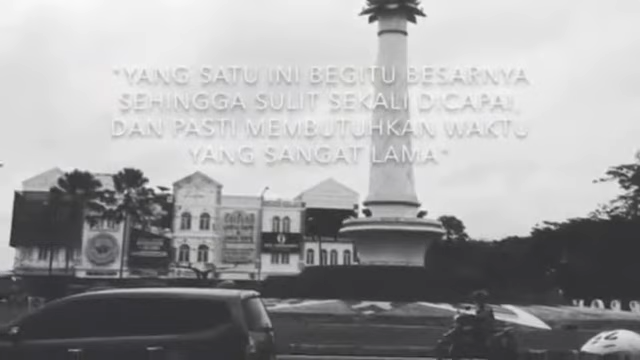 "YANG SATU INI BEGITU BESARNYA
SEHINGGA SULIT SEKALI DICAPAI,
DAN PASTI MEMBUTUHKAN WAKTU
YANG SANGAT LAMA"